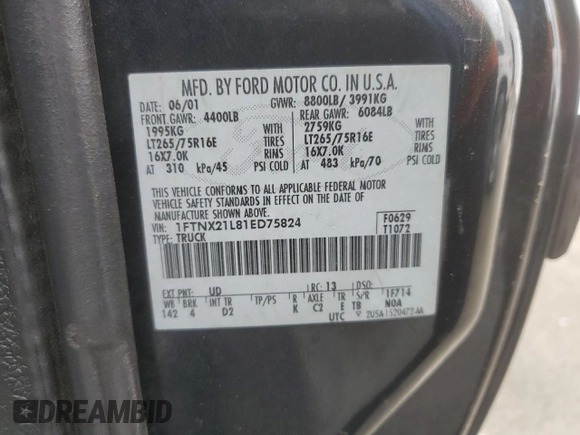 MFD. BY FORD MOTOR CO. IN U.S.A.
DATE: 06/01 GVWR: 8800LB/ 3991KG
FRONT GAWR: 4400LB REAR GAWR: 6084LB
1995KG WITH 2759KG WITH
LT265/75R16E TIRES LT265/75R16E TIRES
16X7.0K RIMS 16X7.0K RIMS
AT 310 kPa/45 PSI COLD AT 483 kPa/70 PSI COLD
THIS VEHICLE CONFORMS TO ALL APPLICABLE FEDERAL MOTOR
VEHICLE SAFETY STANDARDS IN EFFECT ON THE DATE OF
MANUFACTURE SHOWN ABOVE.
1FTNX21L81ED75824 F0629
TYPE: TRUCK T1072
EXT PNT: UD RC: 13 DSO:
WB BRK INT TR TP/PS R AXLE TR S/R 1F714
142 4 D2 K C2 E TB N0A
UTC
DREAMBID